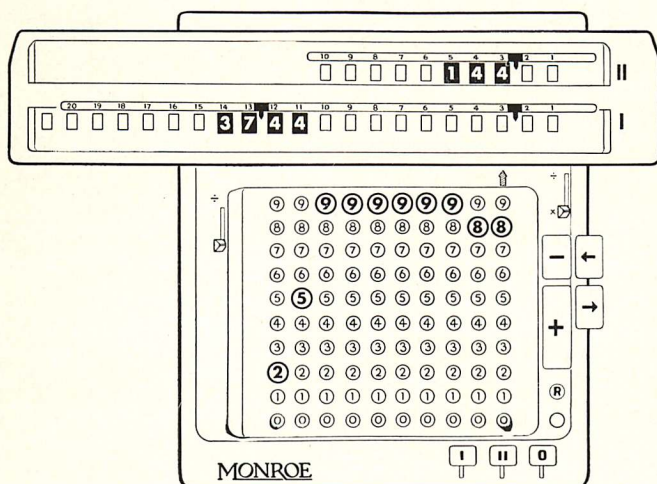 10 9 8 7 6 5 4 3 2 1
1 4 4 II
20 19 18 17 16 15 14 13 12 11 10 9 8 7 6 5 4 3 2 1
3 7 4 4 I
÷ ÷
×
9 9 9 9 9 9 9 9 9 9
8 8 8 8 8 8 8 8 8 8
7 7 7 7 7 7 7 7 7 7
− ←
6 6 6 6 6 6 6 6 6 6
5 5 5 5 5 5 5 5 5 5
→
4 4 4 4 4 4 4 4 4 4
+
3 3 3 3 3 3 3 3 3 3
2 2 2 2 2 2 2 2 2 2
1 1 1 1 1 1 1 1 1 1 R
0 0 0 0 0 0 0 0 0 0
MONROE I II 0